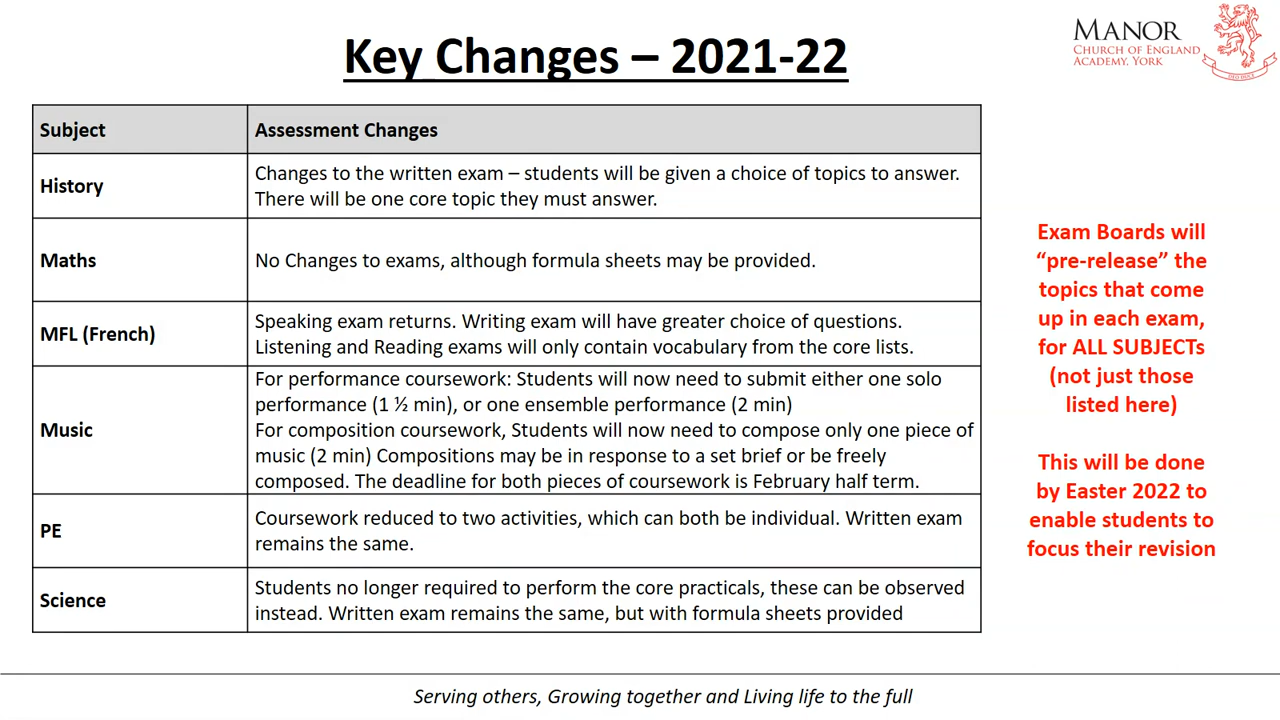 Key Changes – 2021-22
MANOR
CHURCH OF ENGLAND
ACADEMY, YORK
Subject
Assessment Changes
History
Changes to the written exam – students will be given a choice of topics to answer.
There will be one core topic they must answer.
Maths
No Changes to exams, although formula sheets may be provided.
MFL (French)
Speaking exam returns. Writing exam will have greater choice of questions.
Listening and Reading exams will only contain vocabulary from the core lists.
Music
For performance coursework: Students will now need to submit either one solo
performance (1 ½ min), or one ensemble performance (2 min)
For composition coursework, Students will now need to compose only one piece of
music (2 min) Compositions may be in response to a set brief or be freely
composed. The deadline for both pieces of coursework is February half term.
PE
Coursework reduced to two activities, which can both be individual. Written exam
remains the same.
Science
Students no longer required to perform the core practicals, these can be observed
instead. Written exam remains the same, but with formula sheets provided
Exam Boards will
“pre-release” the
topics that come
up in each exam,
for ALL SUBJECTs
(not just those
listed here)
This will be done
by Easter 2022 to
enable students to
focus their revision
Serving others, Growing together and Living life to the full